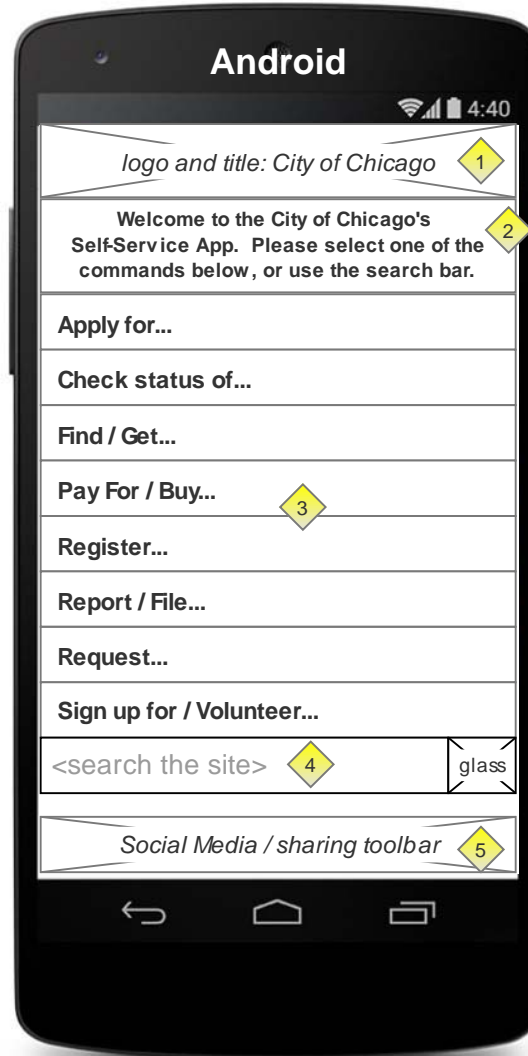 Android
4:40
logo and title: City of Chicago 1
Welcome to the City of Chicago's 2
Self-Service App.  Please select one of the
commands below, or use the search bar.
Apply for...
Check status of...
Find / Get...
Pay For / Buy...
3
Register...
Report / File...
Request...
Sign up for / Volunteer...
<search the site> 4 glass
Social Media / sharing toolbar 5